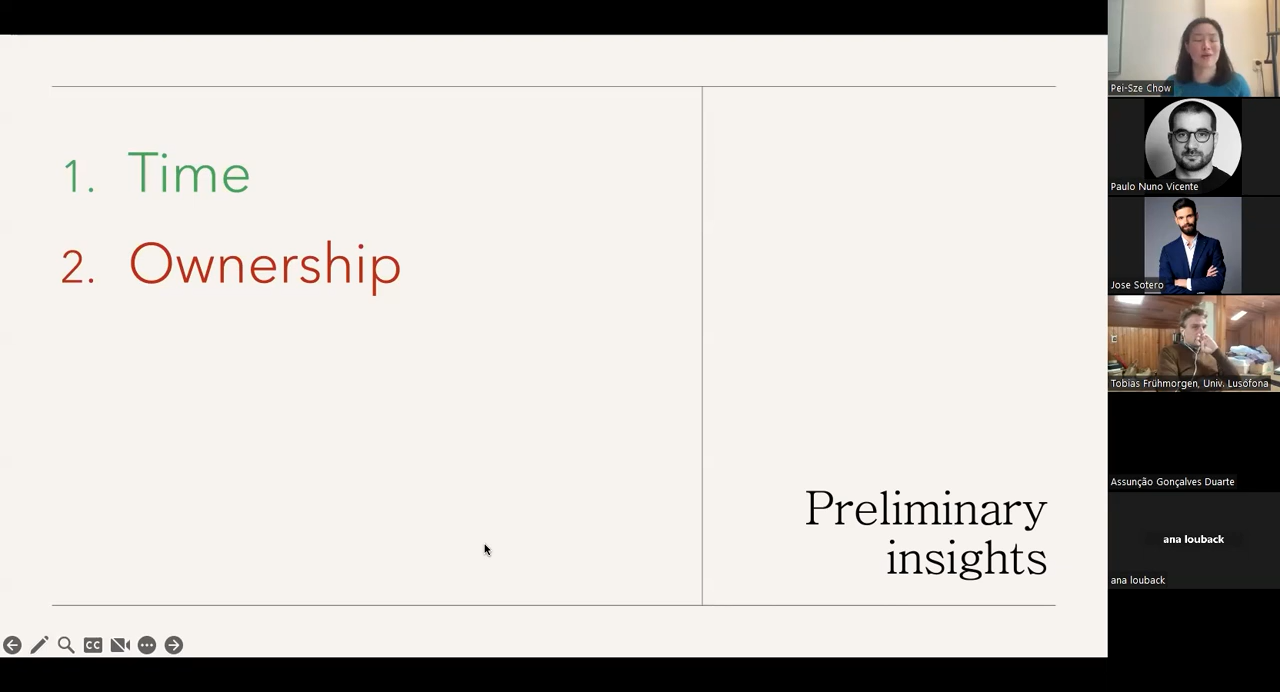 1. Time
2. Ownership
Preliminary
insights
CC
Pei-Sze Chow
Paulo Nuno Vicente
Jose Sotero
Tobias Frühmorgen, Univ. Lusófona
Assunção Gonçalves Duarte
ana louback
ana louback